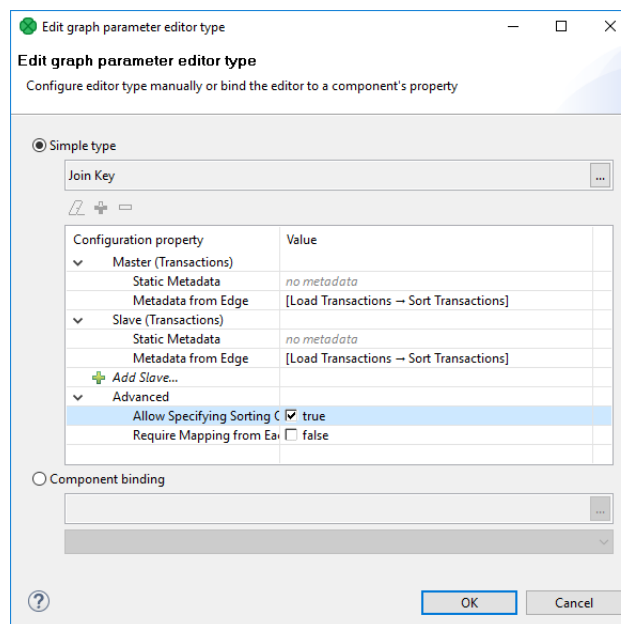 Edit graph parameter editor type
Edit graph parameter editor type
Configure editor type manually or bind the editor to a component's property
Simple type
Join Key
...
Configuration property Value
Master (Transactions)
Static Metadata no metadata
Metadata from Edge [Load Transactions → Sort Transactions]
Slave (Transactions)
Static Metadata no metadata
Metadata from Edge [Load Transactions → Sort Transactions]
Add Slave...
Advanced
Allow Specifying Sorting true
Require Mapping from false
Component binding
...
? OK Cancel